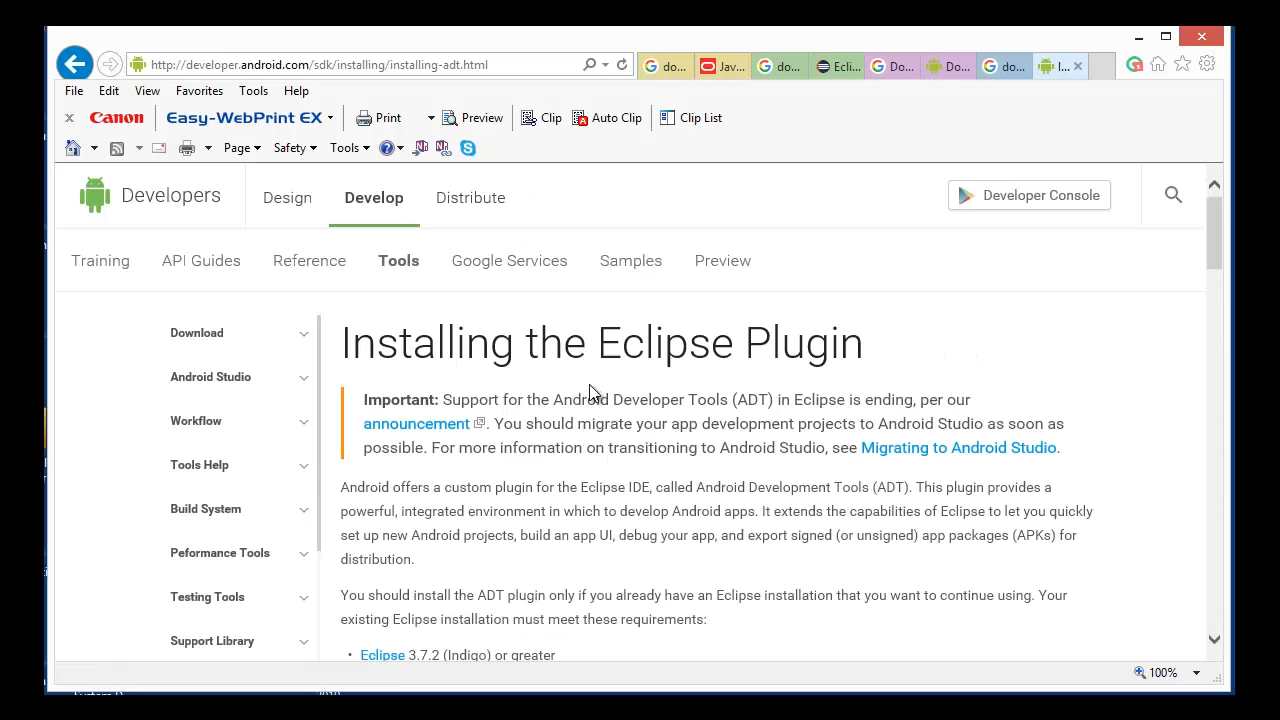 http://developer.android.com/sdk/installing/installing-adt.html
do...
Jav...
do...
Ecli...
Do...
Do...
do...
I...
File Edit View Favorites Tools Help
Canon Easy-WebPrint EX Print Preview Clip Auto Clip Clip List
Page Safety Tools
Developers Design Develop Distribute Developer Console
Training API Guides Reference Tools Google Services Samples Preview
Download
Android Studio
Workflow
Tools Help
Build System
Peformance Tools
Testing Tools
Support Library
Installing the Eclipse Plugin
Important: Support for the Android Developer Tools (ADT) in Eclipse is ending, per our
announcement. You should migrate your app development projects to Android Studio as soon as
possible. For more information on transitioning to Android Studio, see Migrating to Android Studio.
Android offers a custom plugin for the Eclipse IDE, called Android Development Tools (ADT). This plugin provides a
powerful, integrated environment in which to develop Android apps. It extends the capabilities of Eclipse to let you quickly
set up new Android projects, build an app UI, debug your app, and export signed (or unsigned) app packages (APKs) for
distribution.
You should install the ADT plugin only if you already have an Eclipse installation that you want to continue using. Your
existing Eclipse installation must meet these requirements:
• Eclipse 3.7.2 (Indigo) or greater
100%